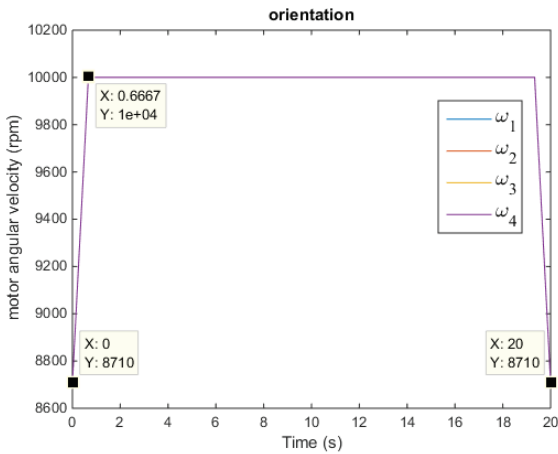 orientation
motor angular velocity (rpm)
10200
10000
9800
9600
9400
9200
9000
8800
8600
X: 0.6667
Y: 1e+04
ω1
ω2
ω3
ω4
X: 0
Y: 8710
X: 20
Y: 8710
0 2 4 6 8 10 12 14 16 18 20
Time (s)